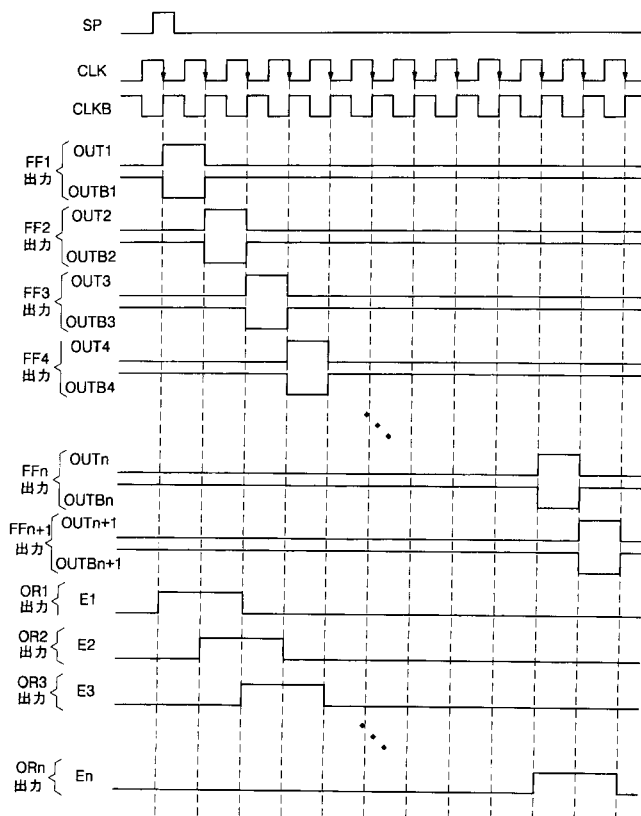 SP
CLK
CLKB
FF1
出力
OUT1
OUTB1
FF2
出力
OUT2
OUTB2
FF3
出力
OUT3
OUTB3
FF4
出力
OUT4
OUTB4
FFn
出力
OUTn
OUTBn
FFn+1
出力
OUTn+1
OUTBn+1
OR1
出力
E1
OR2
出力
E2
OR3
出力
E3
ORn
出力
En